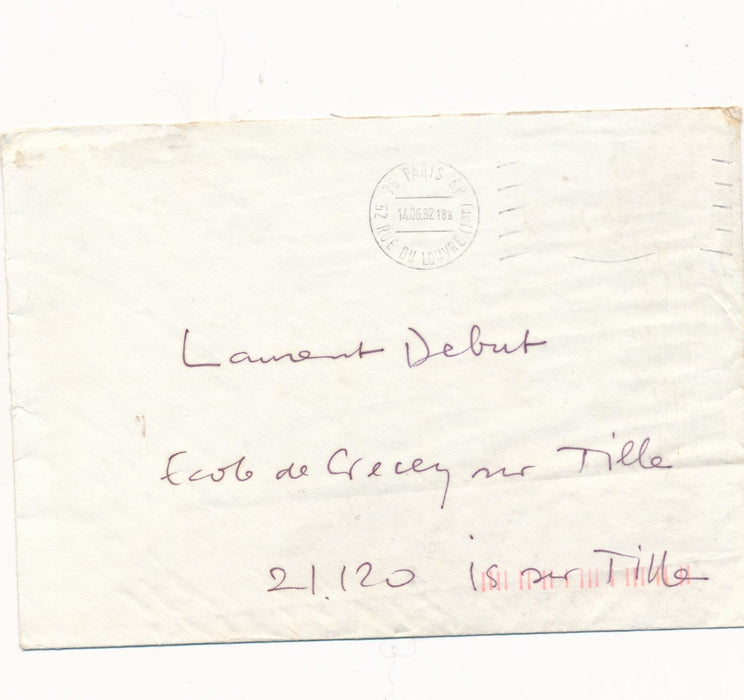 75 PARIS R.P
14.06.82 18H
52 RUE DU LOUVRE (1er)
Laurent Debut
Ecole de Crecey sur Tille
21.120 is sur Tille